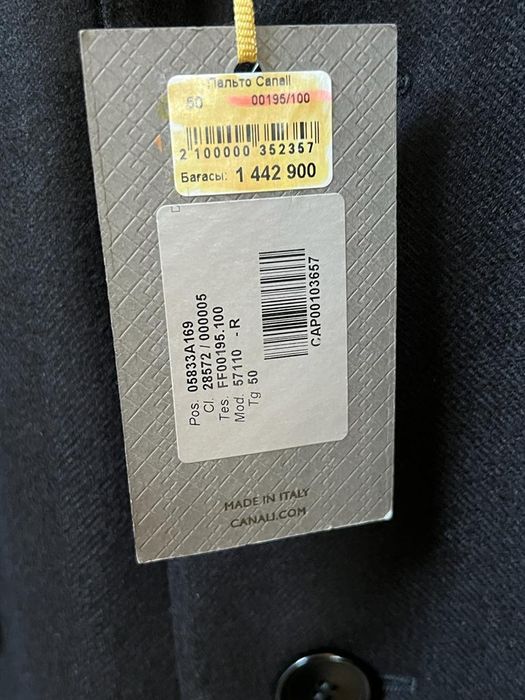 Пальто Canali
50 00195/100
2 100000 352357
Бағасы: 1 442 900
Pos. 05833A169
Cl. 28572 / 000005
Tes. FF00195.100
Mod. 57110 - R
Tg 50
CAP00103657
MADE IN ITALY
CANALI.COM